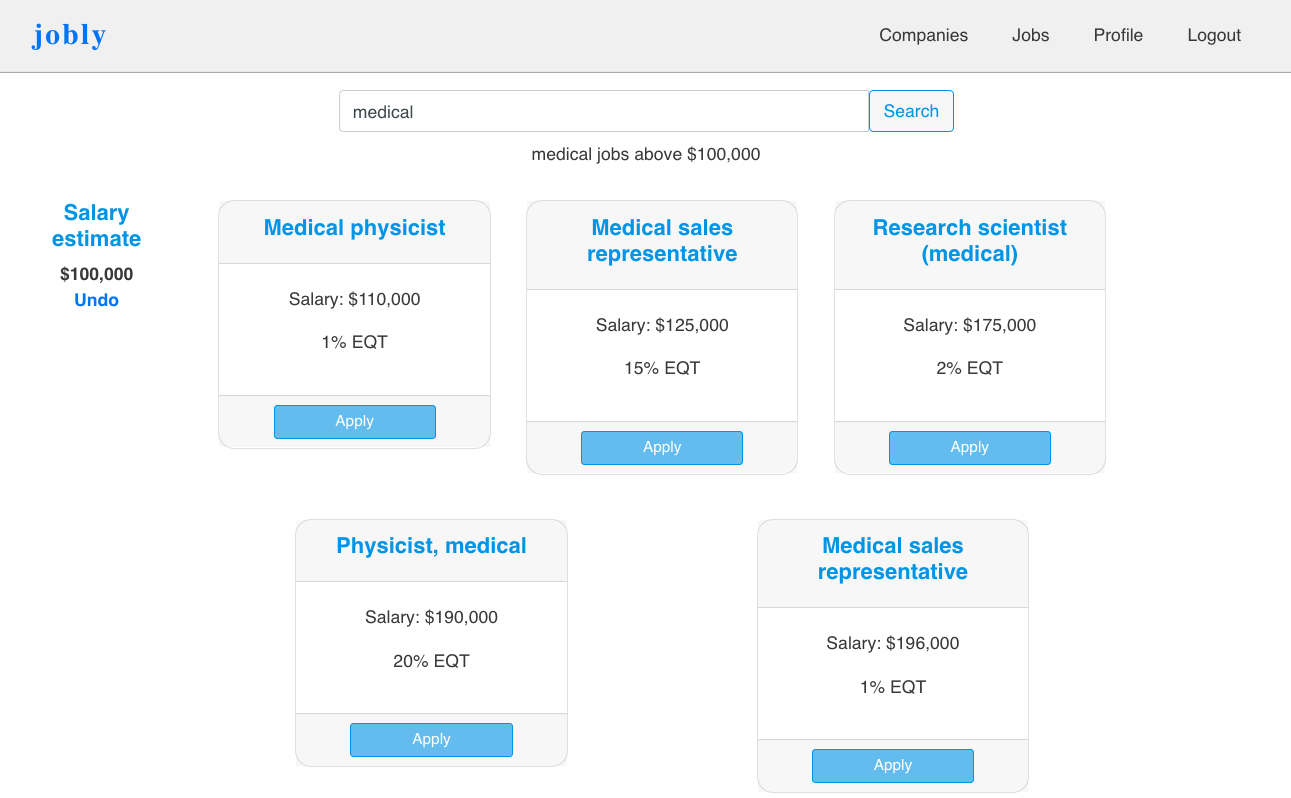 jobly
Companies
Jobs
Profile
Logout
medical
Search
medical jobs above $100,000
Salary
estimate
$100,000
Undo
Medical physicist
Salary: $110,000
1% EQT
Apply
Medical sales
representative
Salary: $125,000
15% EQT
Apply
Research scientist
(medical)
Salary: $175,000
2% EQT
Apply
Physicist, medical
Salary: $190,000
20% EQT
Apply
Medical sales
representative
Salary: $196,000
1% EQT
Apply